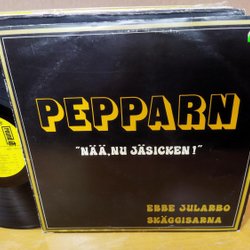 PEPPARN
"NÄÄ, NU JÄSICKEN!"
EBBE JULARBO
SKÄGGISARNA